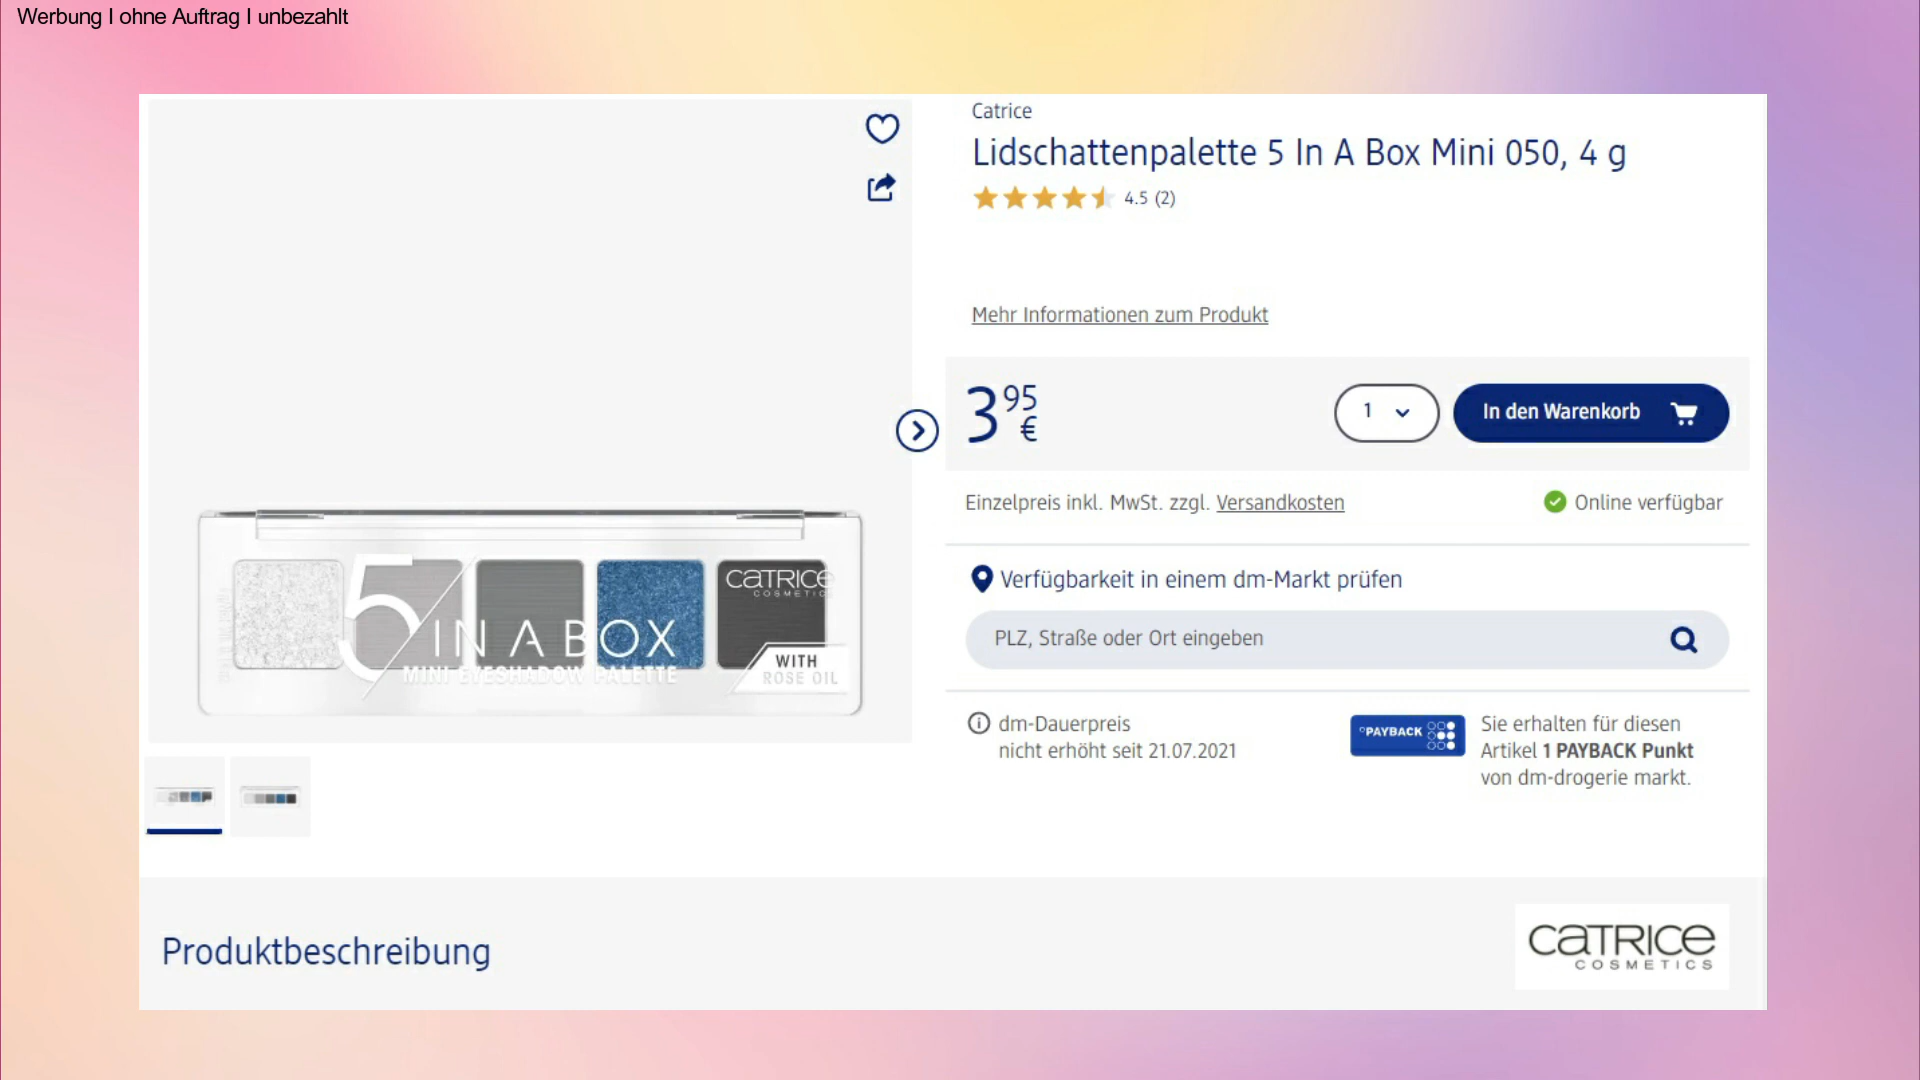 Werbung I ohne Auftrag I unbezahlt
Catrice
Lidschattenpalette 5 In A Box Mini 050, 4 g
4.5 (2)
Mehr Informationen zum Produkt
3 95 €
1
In den Warenkorb
Einzelpreis inkl. MwSt. zzgl. Versandkosten
Online verfügbar
Verfügbarkeit in einem dm-Markt prüfen
PLZ, Straße oder Ort eingeben
dm-Dauerpreis
nicht erhöht seit 21.07.2021
°PAYBACK
Sie erhalten für diesen
Artikel 1 PAYBACK Punkt
von dm-drogerie markt.
CATRICE
COSMETICS
5 IN A BOX
MINI EYESHADOW PALETTE
WITH
ROSE OIL
Produktbeschreibung
CATRICE
COSMETICS